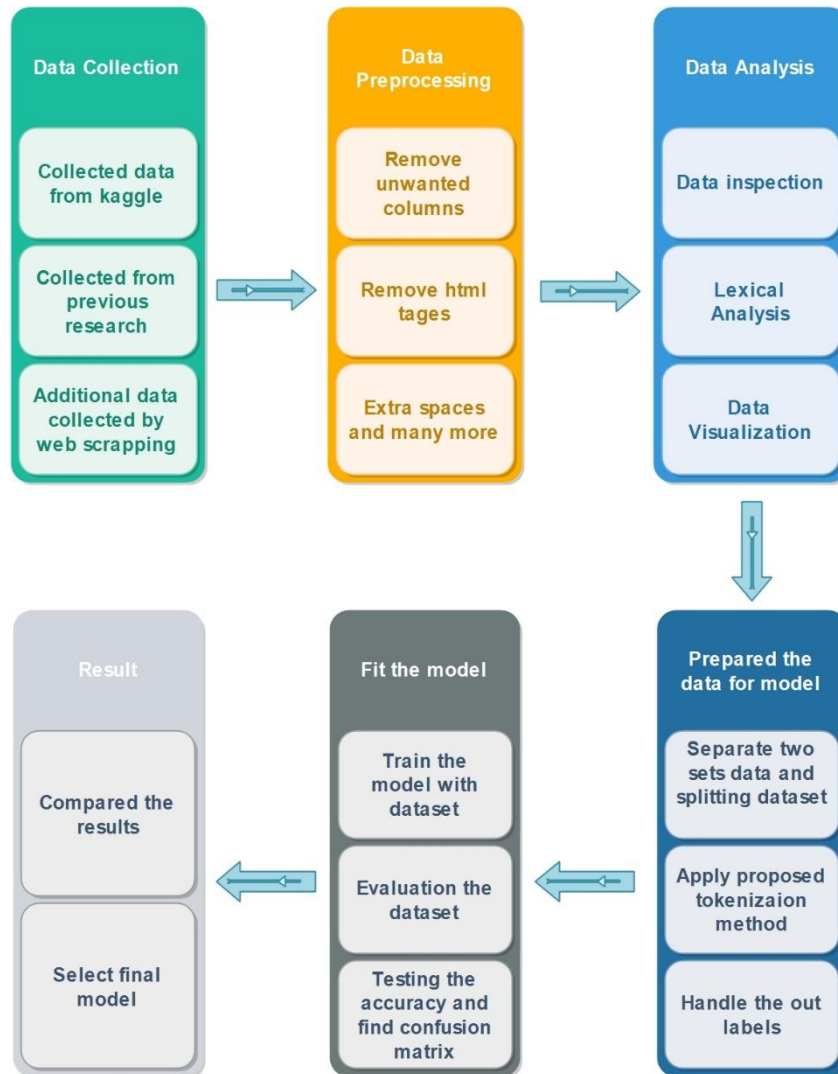 Data Collection
Collected data
from kaggle
Collected from
previous
research
Additional data
collected by
web scrapping
Data
Preprocessing
Remove
unwanted
columns
Remove html
tages
Extra spaces
and many more
Data Analysis
Data inspection
Lexical
Analysis
Data
Visualization
Prepared the
data for model
Separate two
sets data and
splitting dataset
Apply proposed
tokenizaion
method
Handle the out
labels
Fit the model
Train the
model with
dataset
Evaluation the
dataset
Testing the
accuracy and
find confusion
matrix
Result
Compared the
results
Select final
model